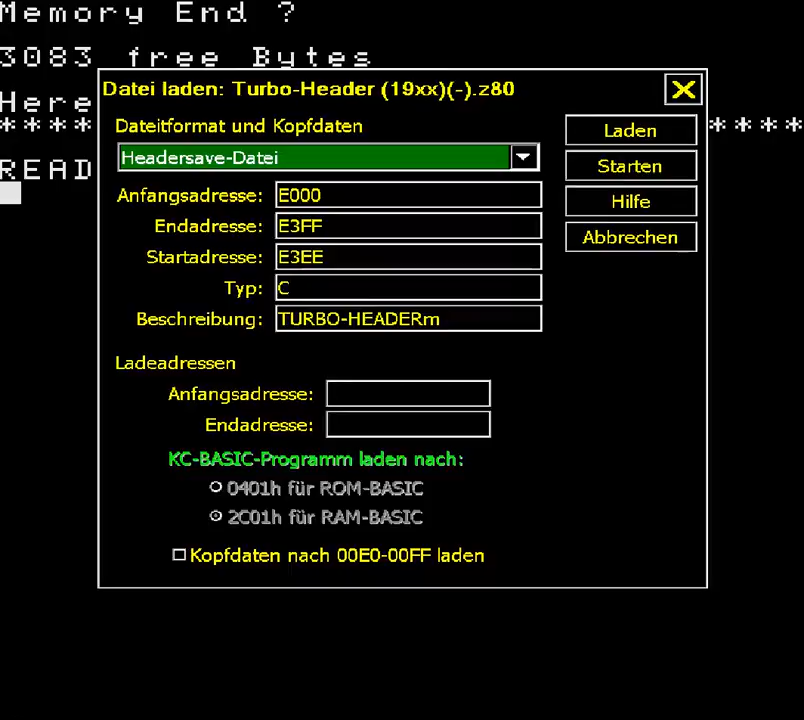 Memory End ?
3083 free Bytes
Here
****
****
READ
Datei laden: Turbo-Header (19xx)(-).z80
Dateiformat und Kopfdaten
Headersave-Datei
Anfangsadresse: E000
Endadresse: E3FF
Startadresse: E3EE
Typ: C
Beschreibung: TURBO-HEADERm
Ladeadressen
Anfangsadresse:
Endadresse:
KC-BASIC-Programm laden nach:
0401h für ROM-BASIC
2C01h für RAM-BASIC
Kopfdaten nach 00E0-00FF laden
Laden
Starten
Hilfe
Abbrechen